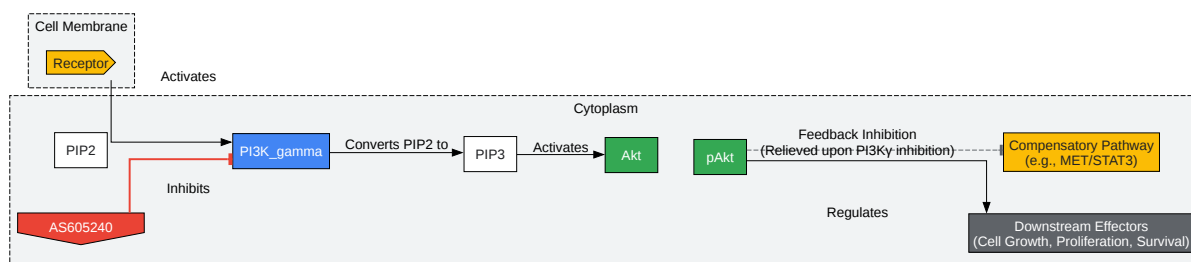 Cell Membrane
Receptor
Activates
Cytoplasm
PIP2
PI3K_gamma
Converts PIP2 to
PIP3
Activates
Akt
pAkt
Feedback Inhibition
(Relieved upon PI3Kγ inhibition)
Compensatory Pathway
(e.g., MET/STAT3)
Inhibits
AS605240
Regulates
Downstream Effectors
(Cell Growth, Proliferation, Survival)